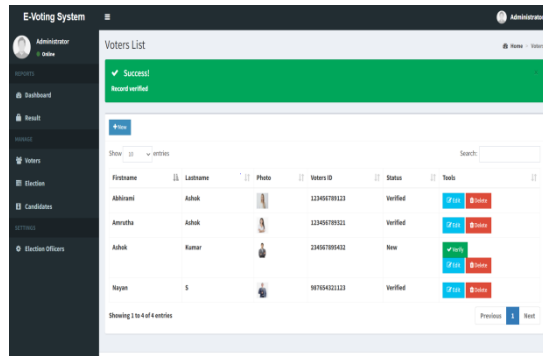 E-Voting System
Administrator
Administrator
Online
REPORTS
Dashboard
Result
MANAGE
Voters
Election
Candidates
SETTINGS
Election Officers
Voters List
Home > Voters
Success!
Record verified
+New
Show 10 entries
Search:
Firstname Lastname Photo Voters ID Status Tools
Abhirami Ashok 123456789123 Verified Edit Delete
Amrutha Ashok 123456789321 Verified Edit Delete
Ashok Kumar 234567895432 New Verify
Edit Delete
Nayan S 987654321123 Verified Edit Delete
Showing 1 to 4 of 4 entries
Previous 1 Next